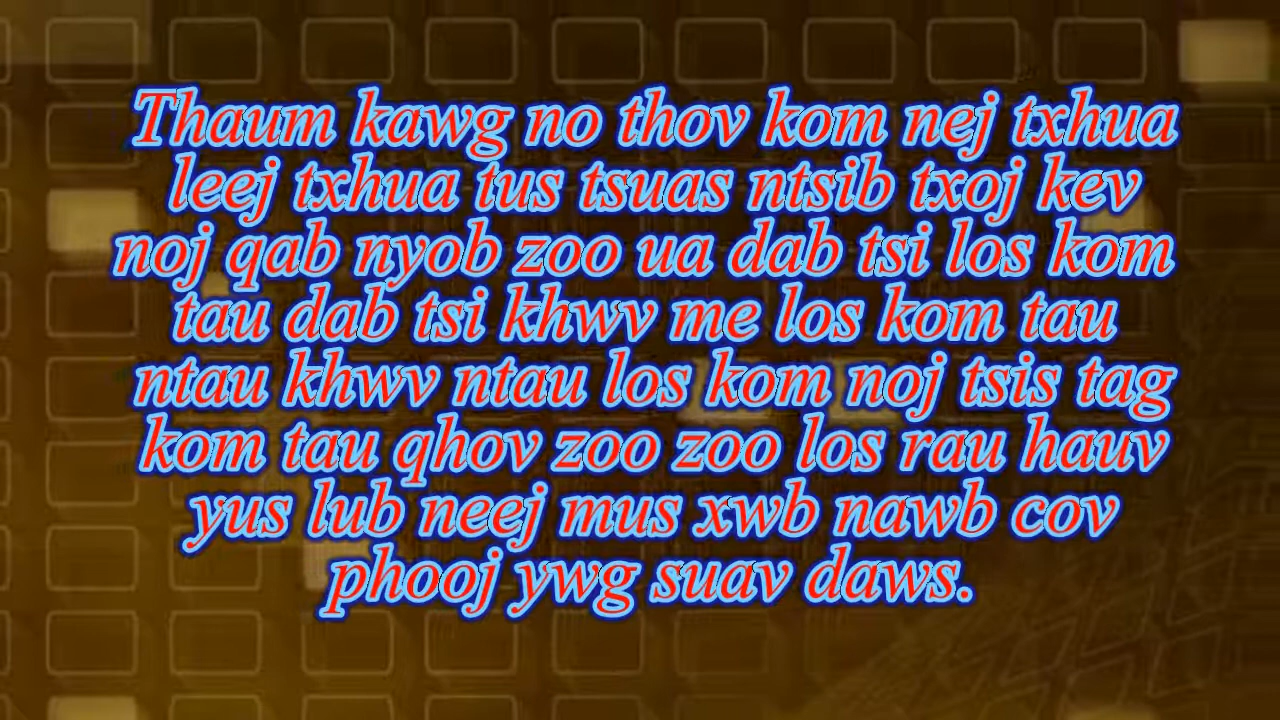 Thaum kawg no thov kom nej txhua
leej txhua tus tsuas ntsib txoj kev
noj qab nyob zoo ua dab tsi los kom
tau dab tsi khwv me los kom tau
ntau khwv ntau los kom noj tsis tag
kom tau qhov zoo zoo los rau hauv
yus lub neej mus xwb nawb cov
phooj ywg suav daws.